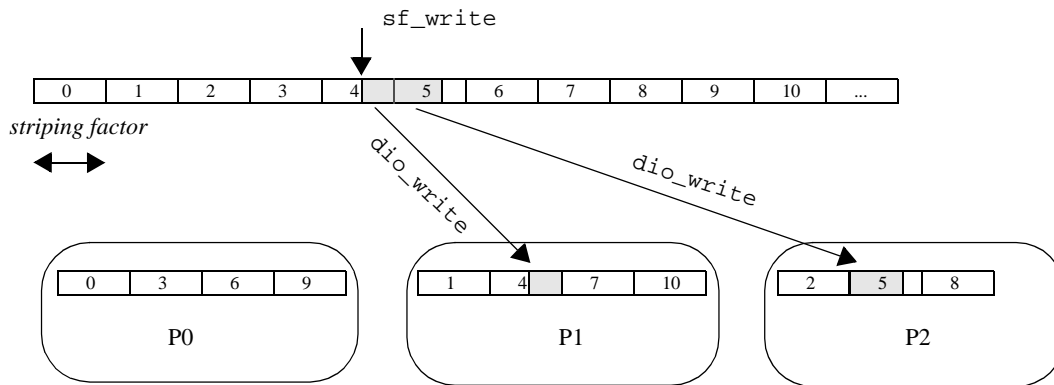 sf_write
0 1 2 3 4 5 6 7 8 9 10 ...
striping factor
dio_write
dio_write
0 3 6 9
1 4 7 10
2 5 8
P0
P1
P2